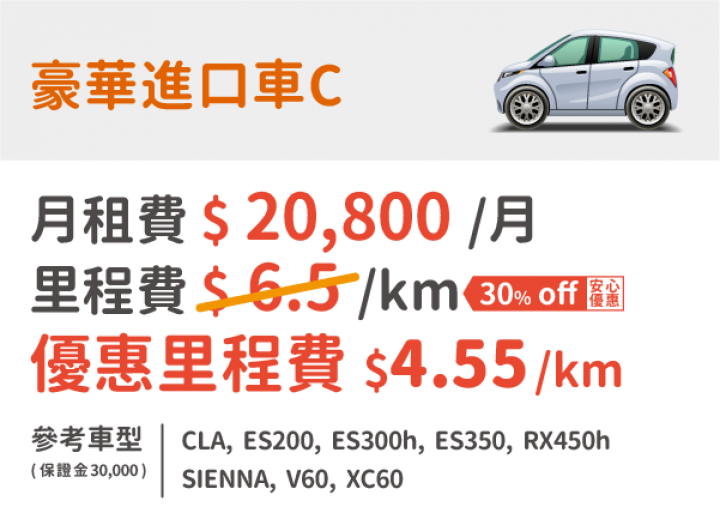 豪華進口車C
月租費 $ 20,800 /月
里程費 $ 6.5 /km 30% off 安心優惠
優惠里程費 $4.55/km
參考車型
(保證金30,000)
CLA, ES200, ES300h, ES350, RX450h
SIENNA, V60, XC60